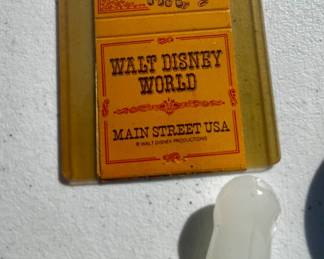 WALT DISNEY
WORLD
MAIN STREET USA
© WALT DISNEY PRODUCTIONS